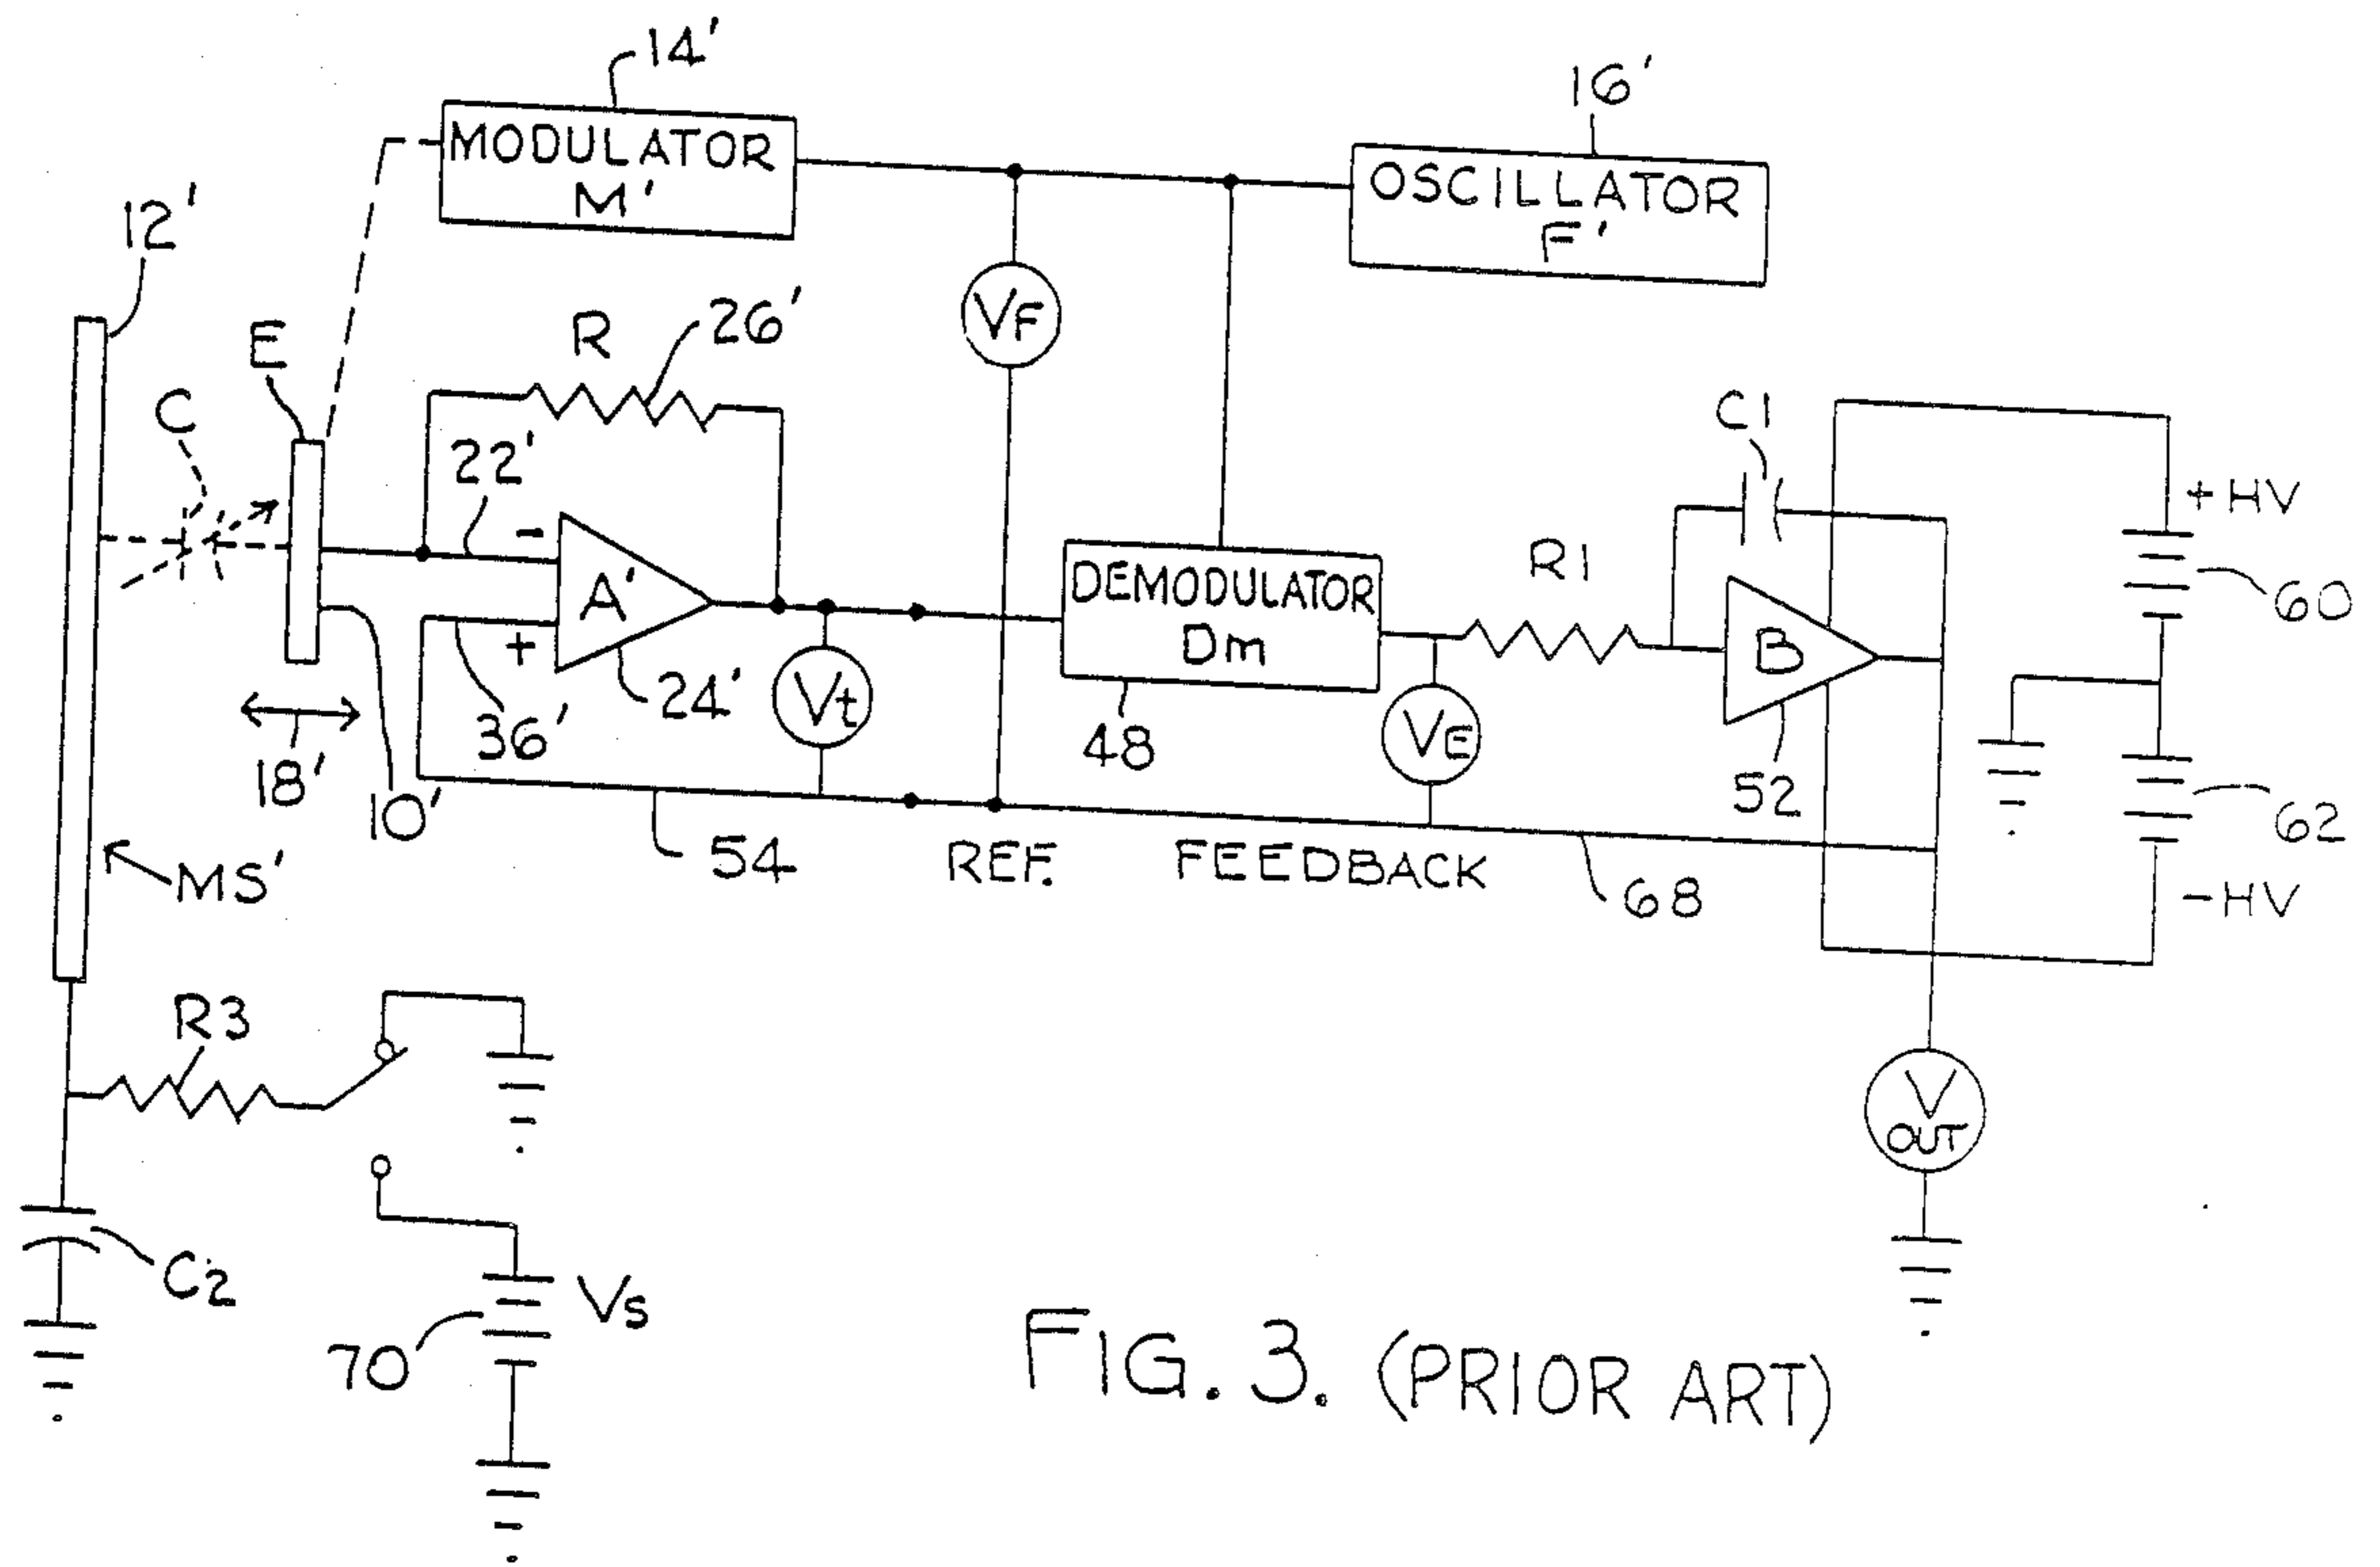 14'
16'
MODULATOR
M'
OSCILLATOR
F'
12'
VF
E
R
26'
C
C1
22'
+HV
-
A'
R1
DEMODULATOR
Dm
B
60
+
24'
Vt
36'
48
VE
18'
10'
52
62
54
REF.
FEEDBACK
68
-HV
MS'
R3
V
OUT
C2
Vs
70
FIG. 3. (PRIOR ART)